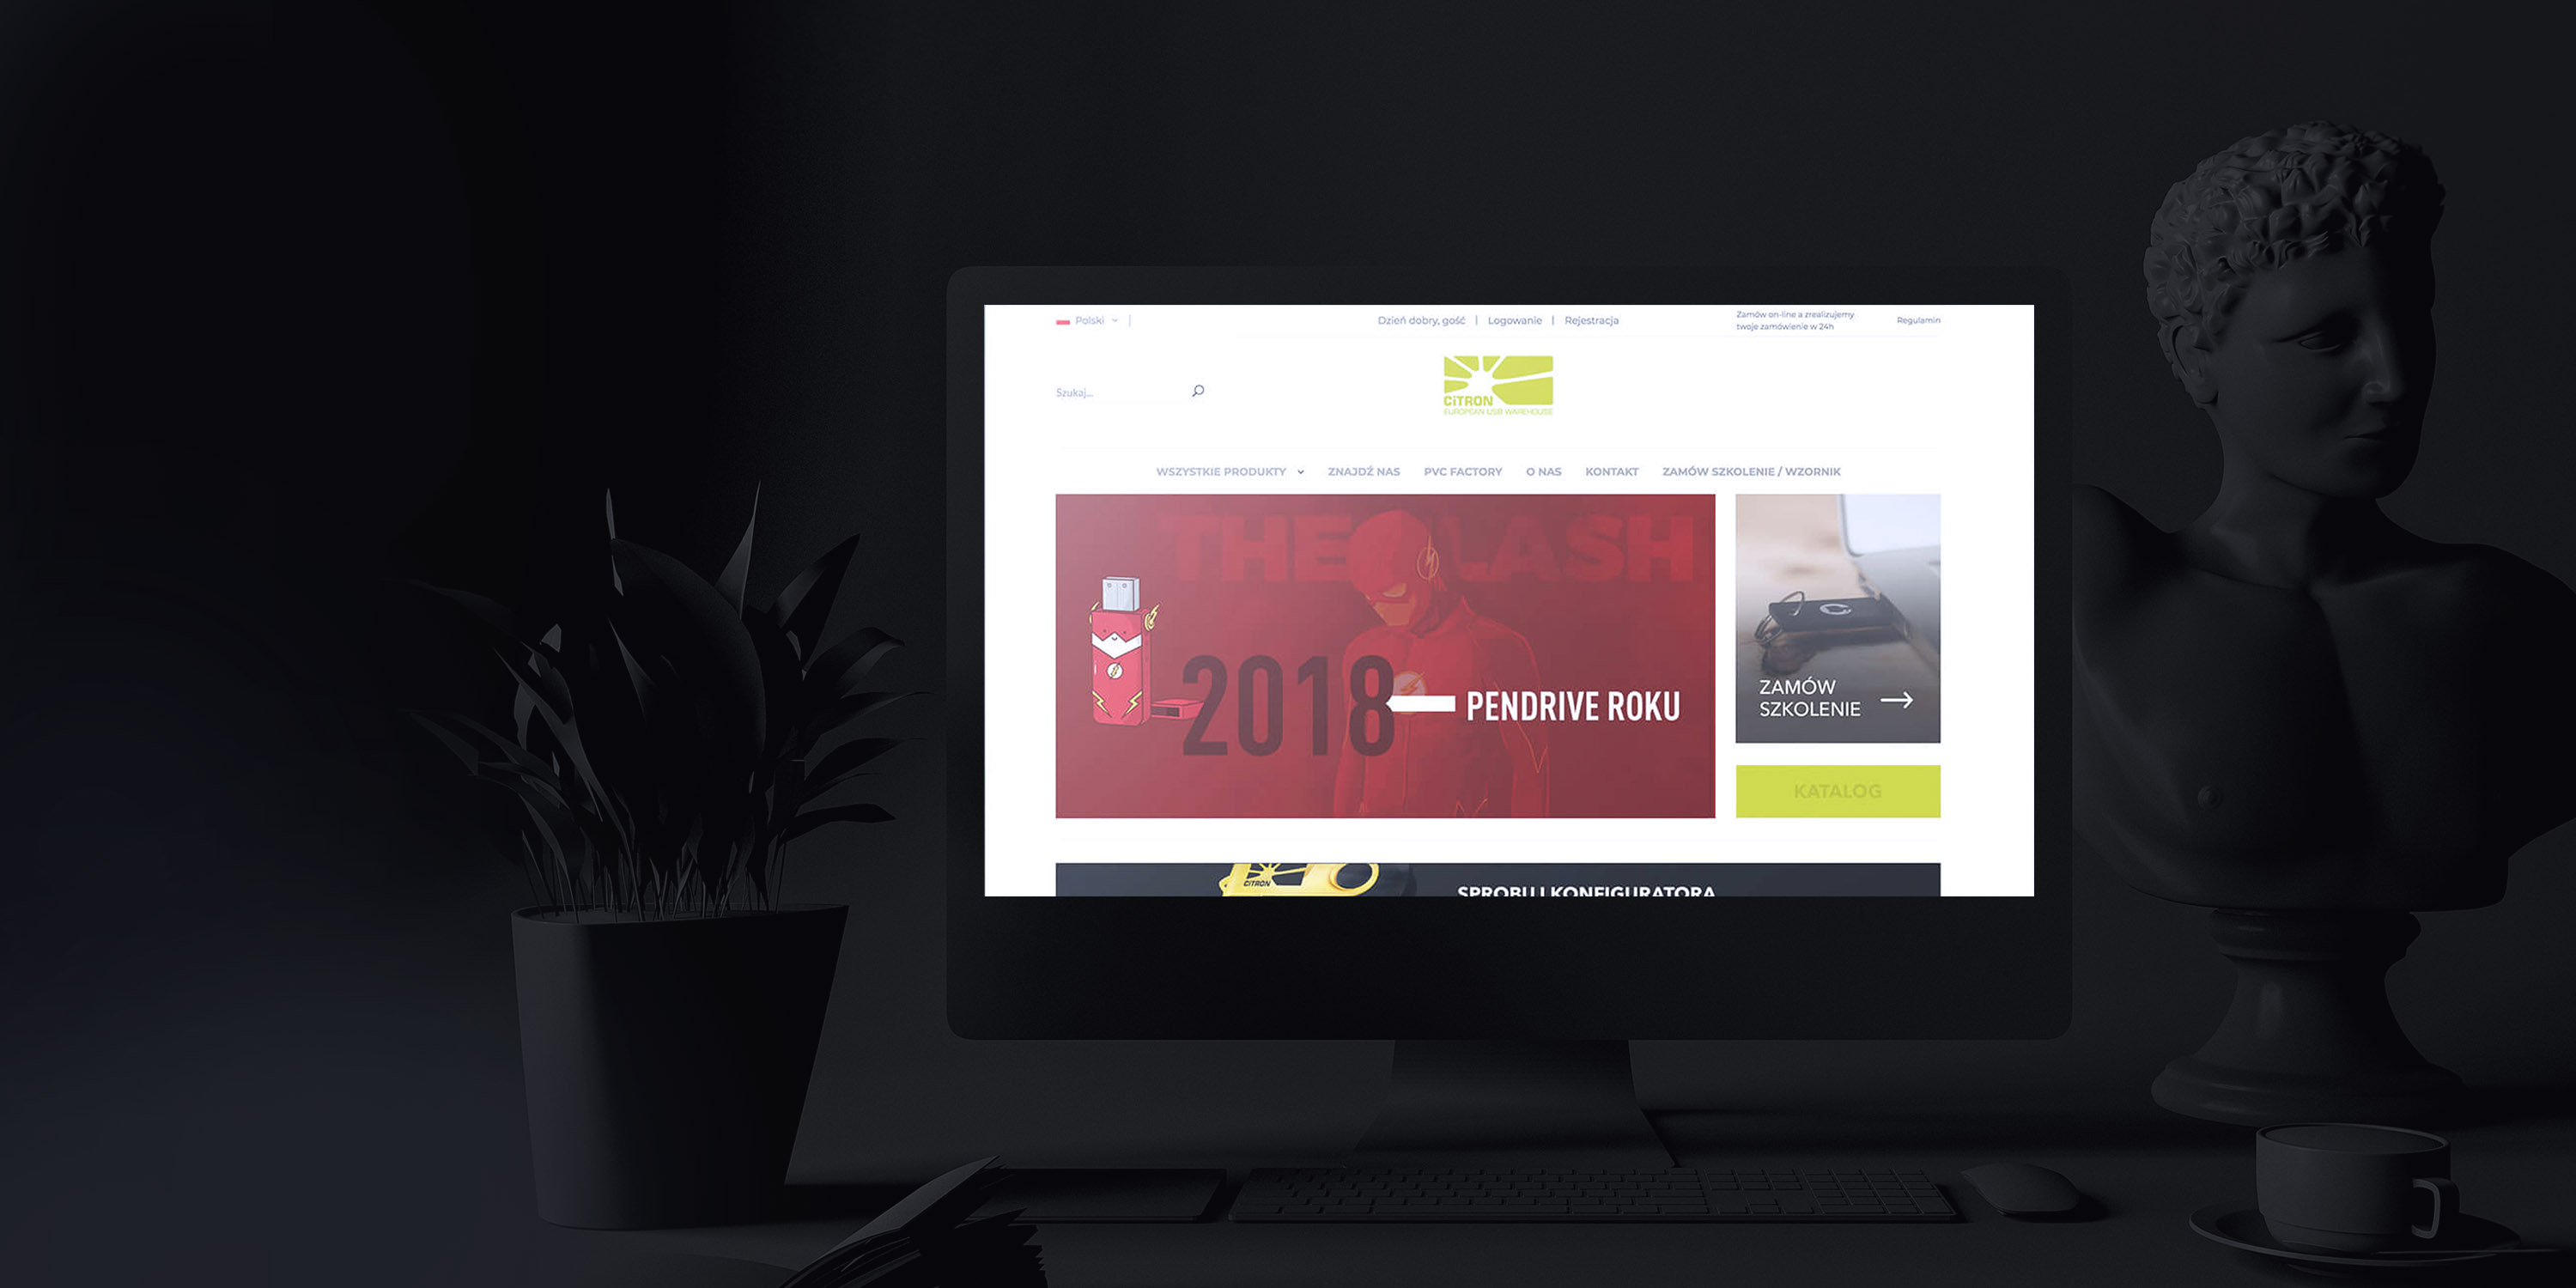 Polski
Dzień dobry, gość | Logowanie | Rejestracja
Zamów on-line a zrealizujemy
twoje zamówienie w 24h
Regulamin
Szukaj...
CiTRON
EUROPEAN USB WAREHOUSE
WSZYSTKIE PRODUKTY ZNAJDŹ NAS PVC FACTORY O NAS KONTAKT ZAMÓW SZKOLENIE / WZORNIK
THE LASH
2018 PENDRIVE ROKU
ZAMÓW
SZKOLENIE
KATALOG
CiTRON
SPRÓBUJ KONFIGURATORA